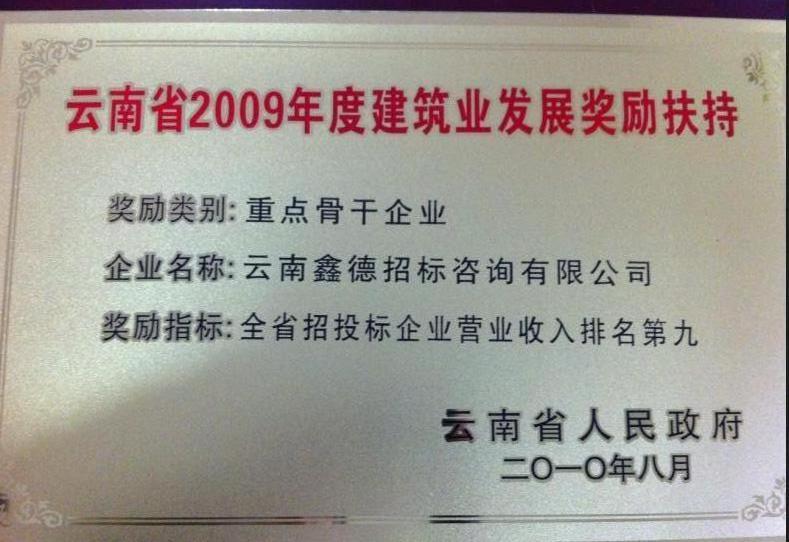 云南省2009年度建筑业发展奖励扶持
奖励类别:重点骨干企业
企业名称:云南鑫德招标咨询有限公司
奖励指标:全省招投标企业营业收入排名第九
云南省人民政府
二〇一〇年八月